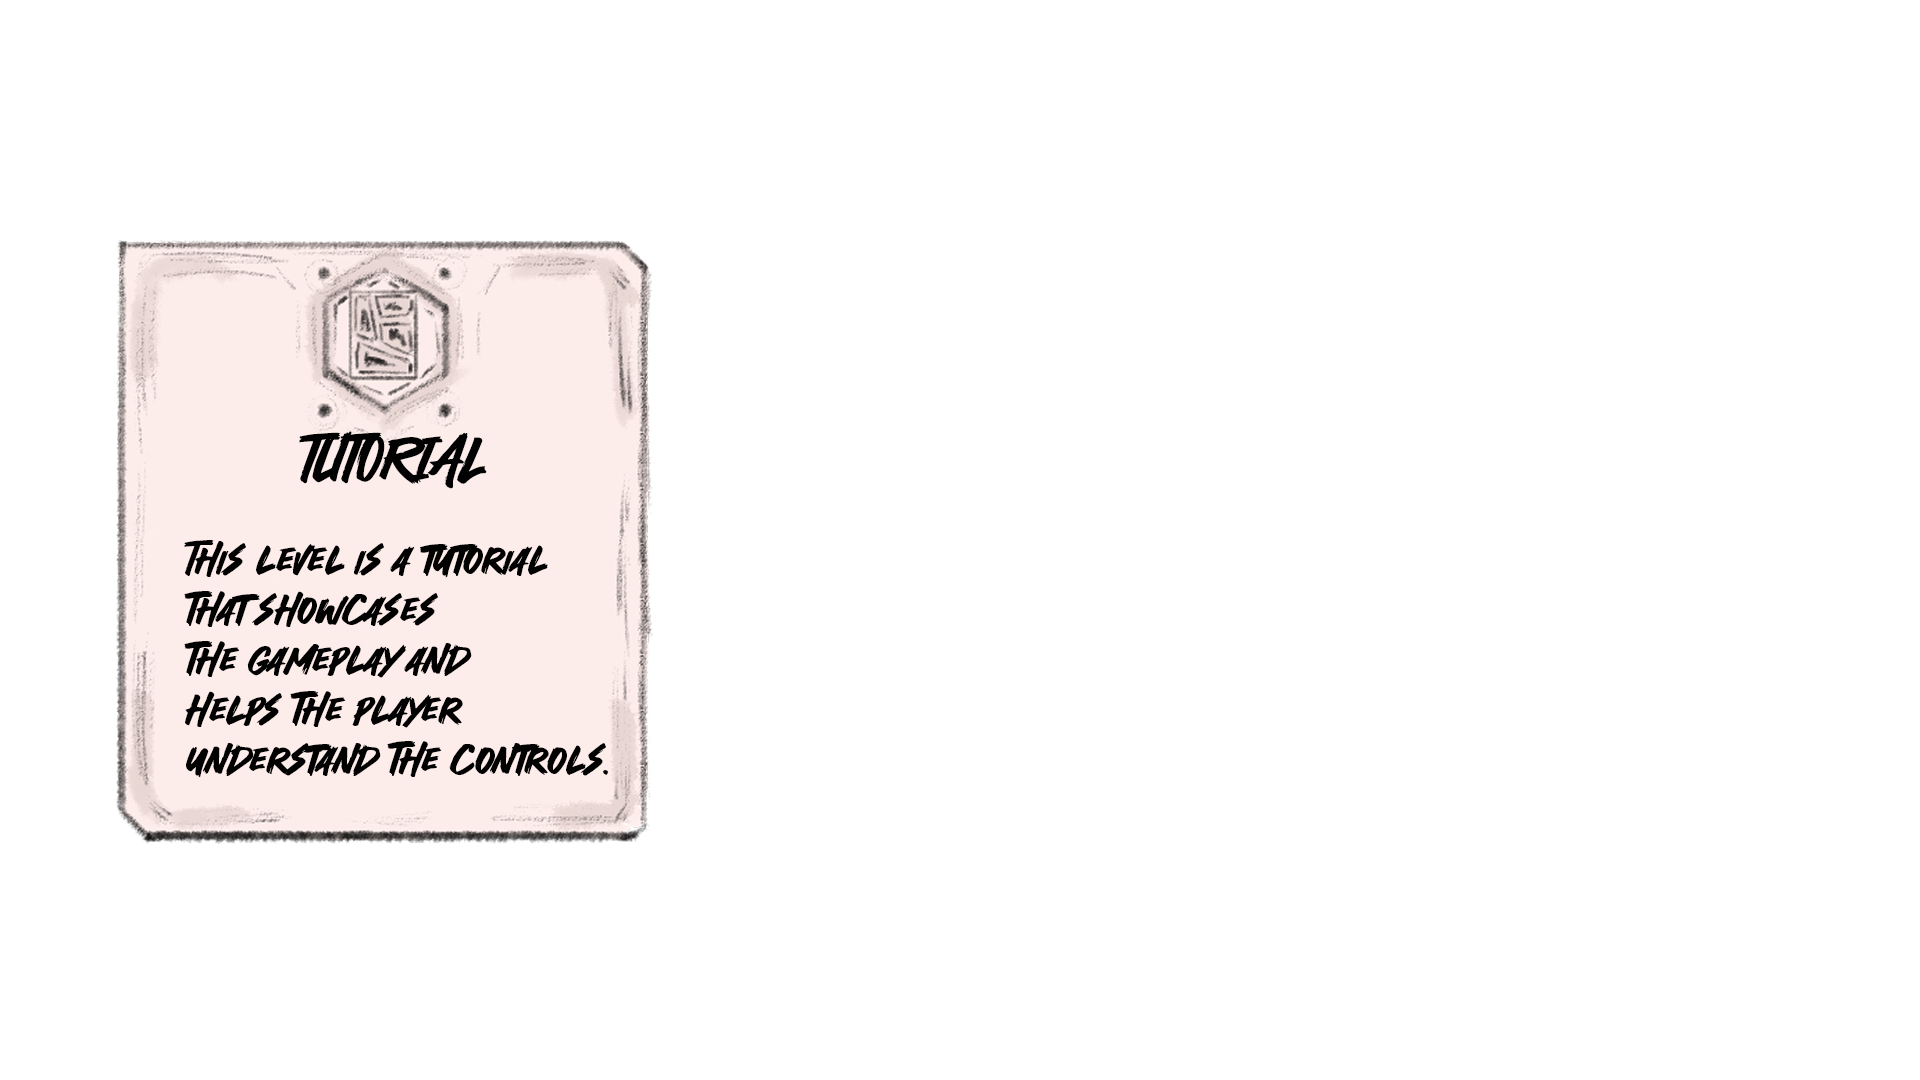 TUTORIAL
THIS LEVEL IS A TUTORIAL
THAT SHOWCASES
THE GAMEPLAY AND
HELPS THE PLAYER
UNDERSTAND THE CONTROLS.